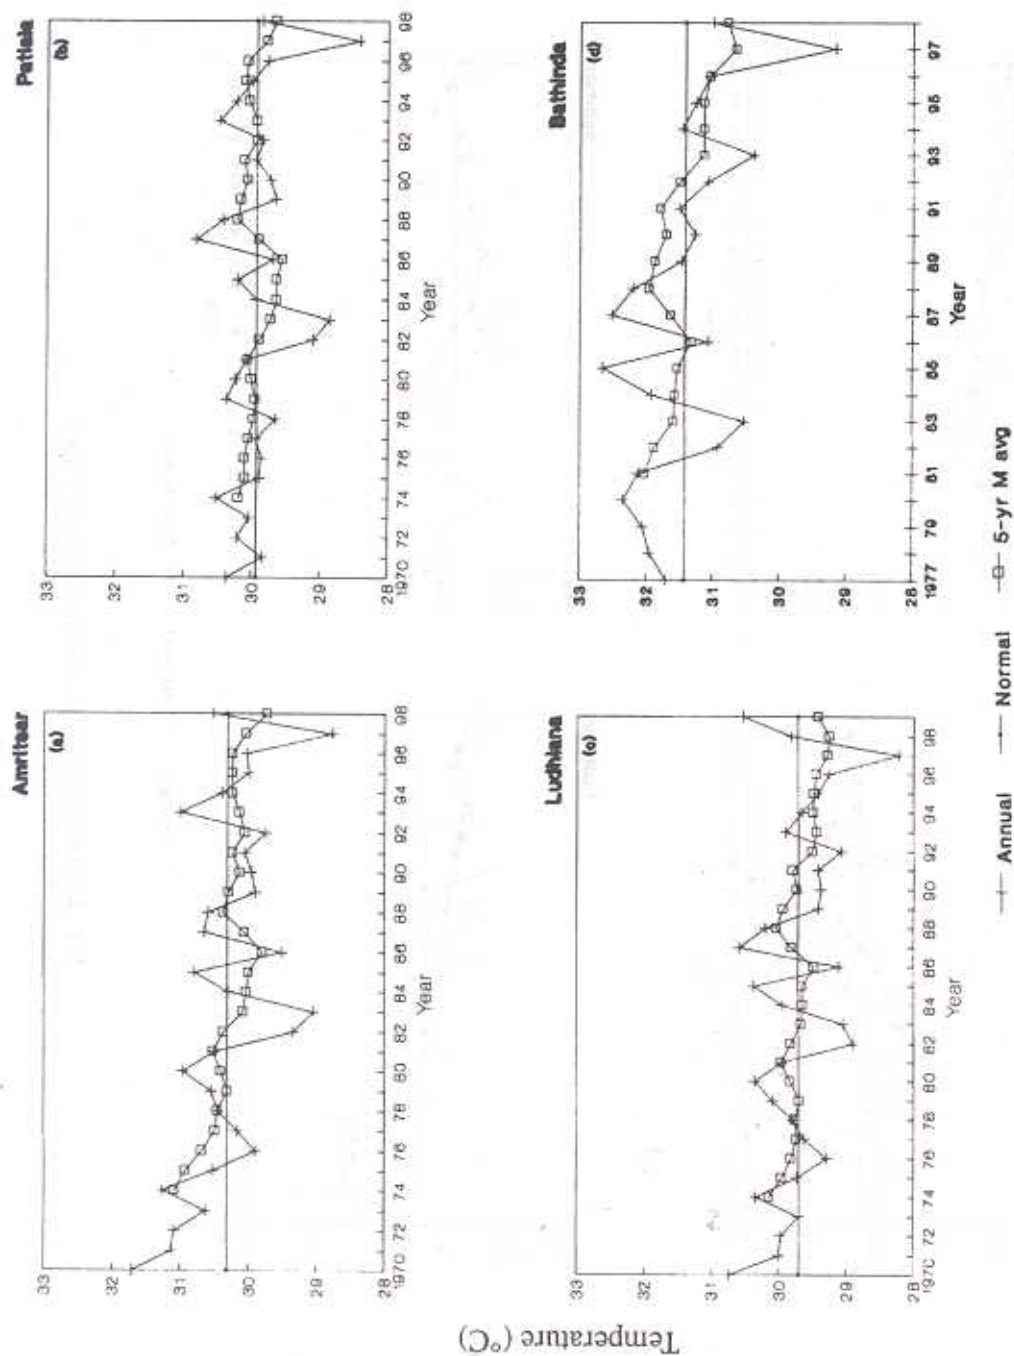 Amritsar
(a)
33
32
31
30
29
28
1970 72 74 76 78 80 82 84 86 88 90 92 94 96 98
Year
Patiala
(b)
33
32
31
30
29
28
1970 72 74 76 78 80 82 84 86 88 90 92 94 96 98
Year
Temperature (°C)
Ludhiana
(c)
33
32
31
30
29
28
1970 72 74 76 78 80 82 84 86 88 90 92 94 96 98
Year
Bathinda
(d)
33
32
31
30
29
28
1977 79 81 83 85 87 89 91 93 95 97
Year
Annual Normal 5-yr M avg